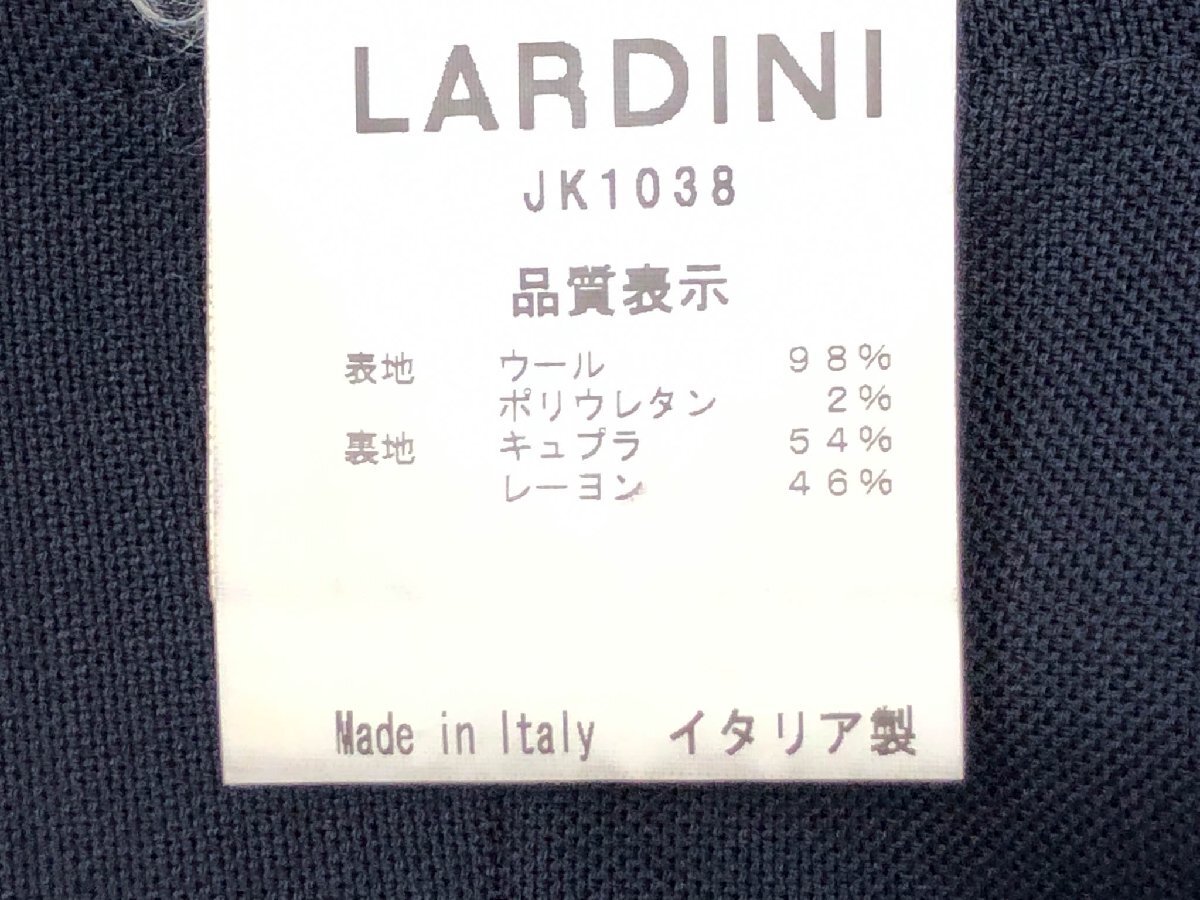 LARDINI
JK1038
品質表示
表地 ウール 98%
ポリウレタン 2%
裏地 キュプラ 54%
レーヨン 46%
Made in Italy イタリア製